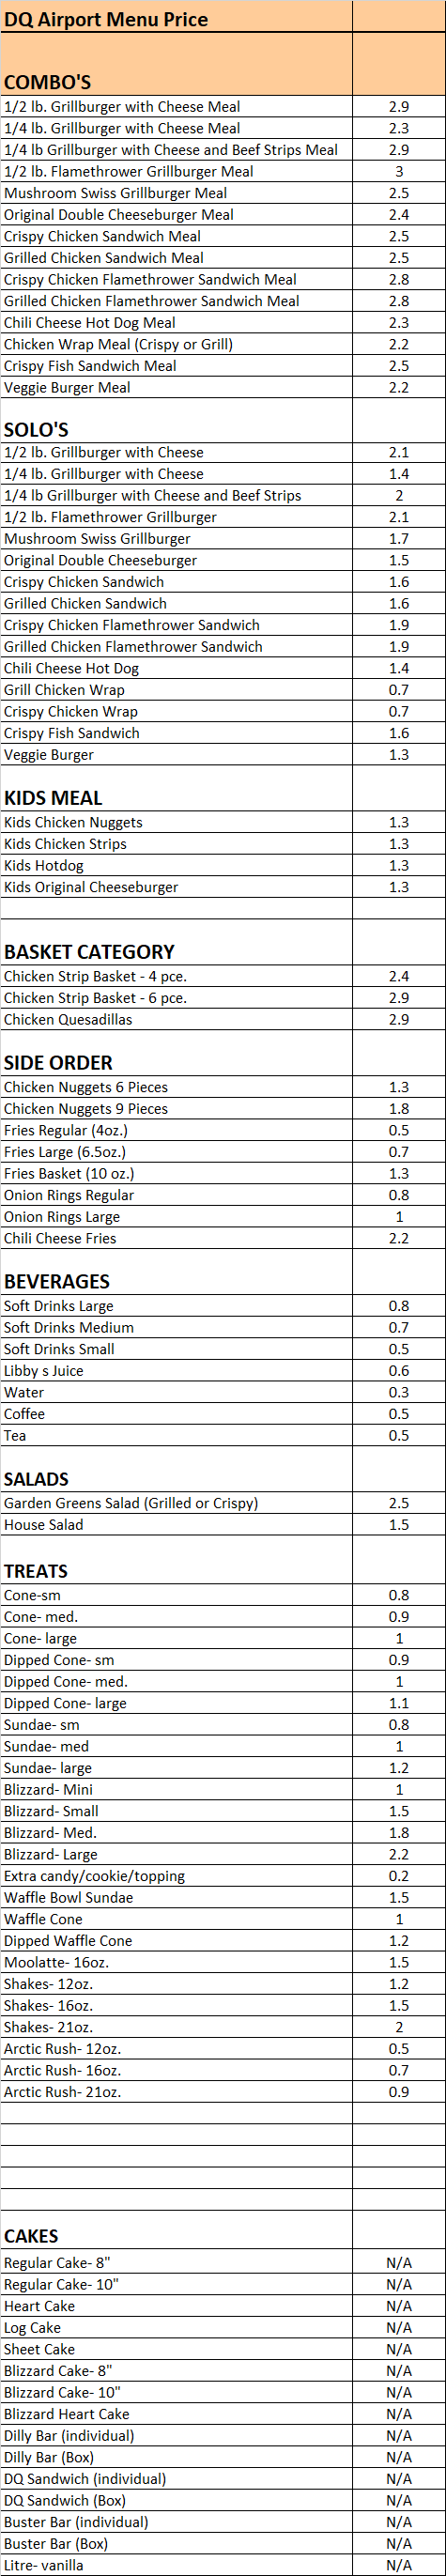 DQ Airport Menu Price
COMBO'S
1/2 lb. Grillburger with Cheese Meal 2.9
1/4 lb. Grillburger with Cheese Meal 2.3
1/4 lb Grillburger with Cheese and Beef Strips Meal 2.9
1/2 lb. Flamethrower Grillburger Meal 3
Mushroom Swiss Grillburger Meal 2.5
Original Double Cheeseburger Meal 2.4
Crispy Chicken Sandwich Meal 2.5
Grilled Chicken Sandwich Meal 2.5
Crispy Chicken Flamethrower Sandwich Meal 2.8
Grilled Chicken Flamethrower Sandwich Meal 2.8
Chili Cheese Hot Dog Meal 2.3
Chicken Wrap Meal (Crispy or Grill) 2.2
Crispy Fish Sandwich Meal 2.5
Veggie Burger Meal 2.2
SOLO'S
1/2 lb. Grillburger with Cheese 2.1
1/4 lb. Grillburger with Cheese 1.4
1/4 lb Grillburger with Cheese and Beef Strips 2
1/2 lb. Flamethrower Grillburger 2.1
Mushroom Swiss Grillburger 1.7
Original Double Cheeseburger 1.5
Crispy Chicken Sandwich 1.6
Grilled Chicken Sandwich 1.6
Crispy Chicken Flamethrower Sandwich 1.9
Grilled Chicken Flamethrower Sandwich 1.9
Chili Cheese Hot Dog 1.4
Grill Chicken Wrap 0.7
Crispy Chicken Wrap 0.7
Crispy Fish Sandwich 1.6
Veggie Burger 1.3
KIDS MEAL
Kids Chicken Nuggets 1.3
Kids Chicken Strips 1.3
Kids Hotdog 1.3
Kids Original Cheeseburger 1.3
BASKET CATEGORY
Chicken Strip Basket - 4 pce. 2.4
Chicken Strip Basket - 6 pce. 2.9
Chicken Quesadillas 2.9
SIDE ORDER
Chicken Nuggets 6 Pieces 1.3
Chicken Nuggets 9 Pieces 1.8
Fries Regular (4oz.) 0.5
Fries Large (6.5oz.) 0.7
Fries Basket (10 oz.) 1.3
Onion Rings Regular 0.8
Onion Rings Large 1
Chili Cheese Fries 2.2
BEVERAGES
Soft Drinks Large 0.8
Soft Drinks Medium 0.7
Soft Drinks Small 0.5
Libby s Juice 0.6
Water 0.3
Coffee 0.5
Tea 0.5
SALADS
Garden Greens Salad (Grilled or Crispy) 2.5
House Salad 1.5
TREATS
Cone-sm 0.8
Cone- med. 0.9
Cone- large 1
Dipped Cone- sm 0.9
Dipped Cone- med. 1
Dipped Cone- large 1.1
Sundae- sm 0.8
Sundae- med 1
Sundae- large 1.2
Blizzard- Mini 1
Blizzard- Small 1.5
Blizzard- Med. 1.8
Blizzard- Large 2.2
Extra candy/cookie/topping 0.2
Waffle Bowl Sundae 1.5
Waffle Cone 1
Dipped Waffle Cone 1.2
Moolatte- 16oz. 1.5
Shakes- 12oz. 1.2
Shakes- 16oz. 1.5
Shakes- 21oz. 2
Arctic Rush- 12oz. 0.5
Arctic Rush- 16oz. 0.7
Arctic Rush- 21oz. 0.9
CAKES
Regular Cake- 8" N/A
Regular Cake- 10" N/A
Heart Cake N/A
Log Cake N/A
Sheet Cake N/A
Blizzard Cake- 8" N/A
Blizzard Cake- 10" N/A
Blizzard Heart Cake N/A
Dilly Bar (individual) N/A
Dilly Bar (Box) N/A
DQ Sandwich (individual) N/A
DQ Sandwich (Box) N/A
Buster Bar (individual) N/A
Buster Bar (Box) N/A
Litre- vanilla N/A